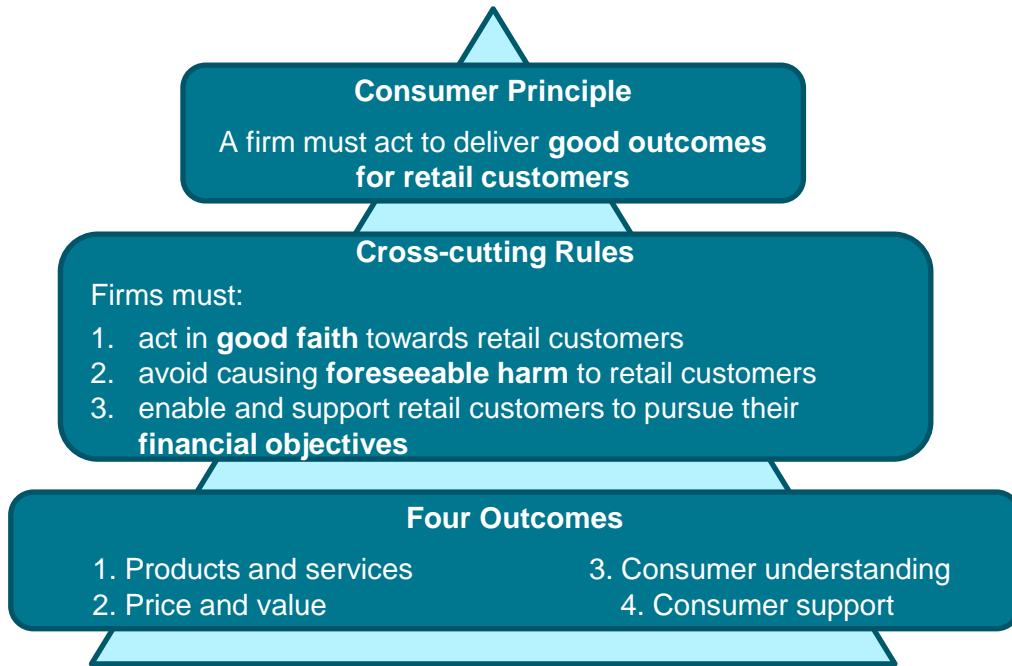 Consumer Principle
A firm must act to deliver good outcomes
for retail customers
Cross-cutting Rules
Firms must:
1. act in good faith towards retail customers
2. avoid causing foreseeable harm to retail customers
3. enable and support retail customers to pursue their
financial objectives
Four Outcomes
1. Products and services
2. Price and value
3. Consumer understanding
4. Consumer support